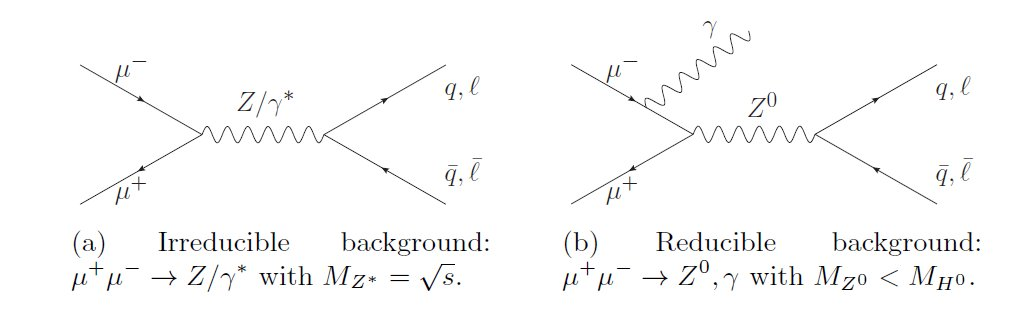 γ
μ⁻
μ⁻
Z/γ*
Z⁰
q, ℓ
q, ℓ
μ⁺
μ⁺
q̄, ℓ̄
q̄, ℓ̄
(a) Irreducible background:
μ⁺μ⁻ → Z/γ* with M_{Z*} = √s.
(b) Reducible background:
μ⁺μ⁻ → Z⁰, γ with M_{Z⁰} < M_{H⁰}.